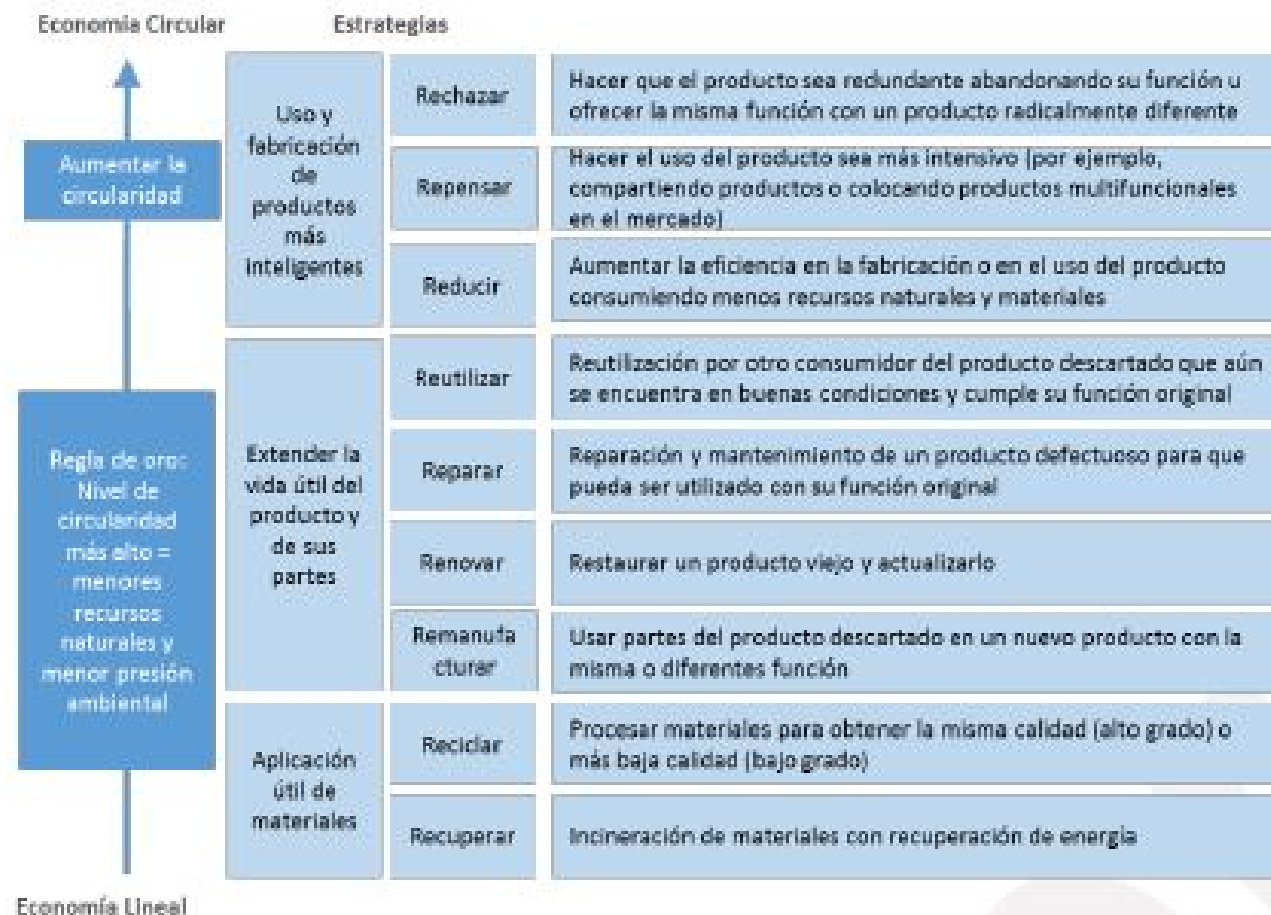 Economía Circular
Estrategias
Aumentar la
circularidad
Regla de oro:
Nivel de
circularidad
más alto =
menores
recursos
naturales y
menor presión
ambiental
Economía Lineal
Uso y
fabricación
de
productos
más
inteligentes
Rechazar
Hacer que el producto sea redundante abandonando su función u
ofrecer la misma función con un producto radicalmente diferente
Repensar
Hacer el uso del producto sea más intensivo (por ejemplo,
compartiendo productos o colocando productos multifuncionales
en el mercado)
Reducir
Aumentar la eficiencia en la fabricación o en el uso del producto
consumiendo menos recursos naturales y materiales
Extender la
vida útil del
producto y
de sus
partes
Reutilizar
Reutilización por otro consumidor del producto descartado que aún
se encuentra en buenas condiciones y cumple su función original
Reparar
Reparación y mantenimiento de un producto defectuoso para que
pueda ser utilizado con su función original
Renovar
Restaurar un producto viejo y actualizarlo
Remanufa
cturar
Usar partes del producto descartado en un nuevo producto con la
misma o diferentes función
Aplicación
útil de
materiales
Reciclar
Procesar materiales para obtener la misma calidad (alto grado) o
más baja calidad (bajo grado)
Recuperar
Incineración de materiales con recuperación de energía